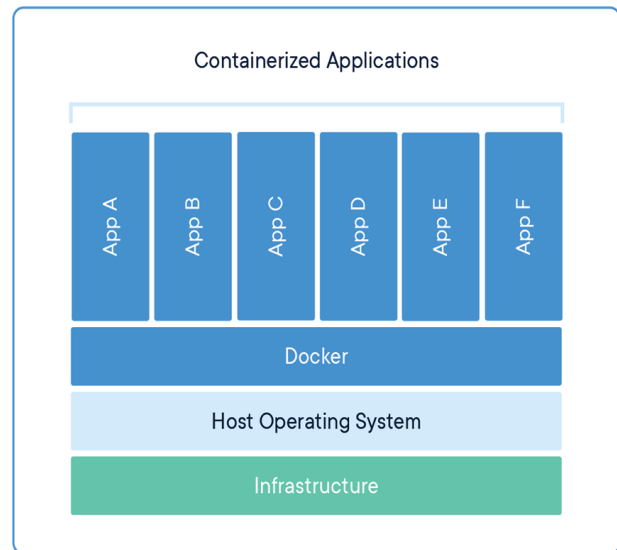 Containerized Applications
App A
App B
App C
App D
App E
App F
Docker
Host Operating System
Infrastructure